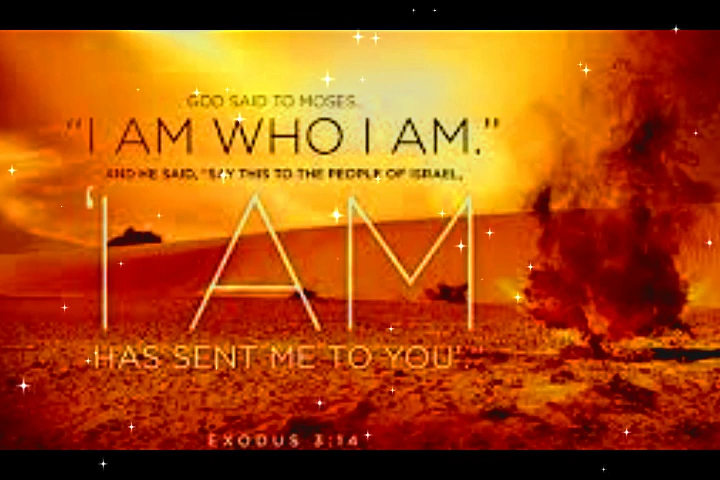 GOD SAID TO MOSES,
“I AM WHO I AM.”
AND HE SAID, “SAY THIS TO THE PEOPLE OF ISRAEL,
‘I AM
HAS SENT ME TO YOU’.”
EXODUS 3:14